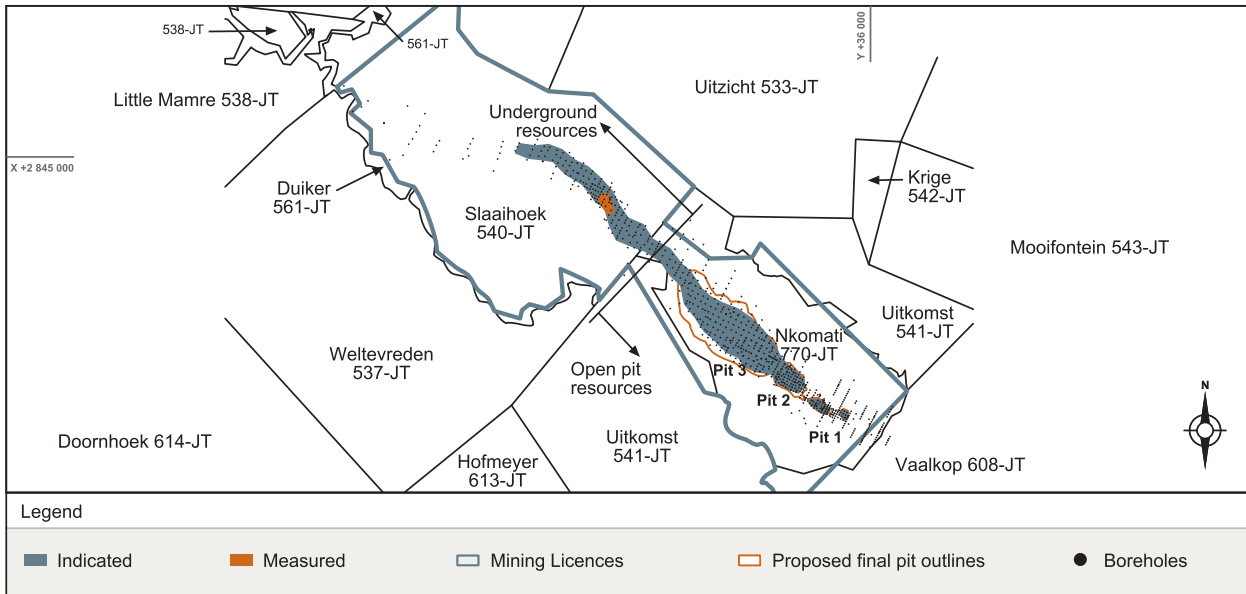 538-JT
561-JT
Y +36 000
Uitzicht 533-JT
Little Mamre 538-JT
Underground
resources
X +2 845 000
Duiker
561-JT
Krige
542-JT
Slaaihoek
540-JT
Mooifontein 543-JT
Uitkomst
541-JT
Nkomati
770-JT
Weltevreden
537-JT
Open pit
resources
Pit 3
Pit 2
Pit 1
Doornhoek 614-JT
Uitkomst
541-JT
Hofmeyer
613-JT
Vaalkop 608-JT
N
Legend
Indicated
Measured
Mining Licences
Proposed final pit outlines
Boreholes